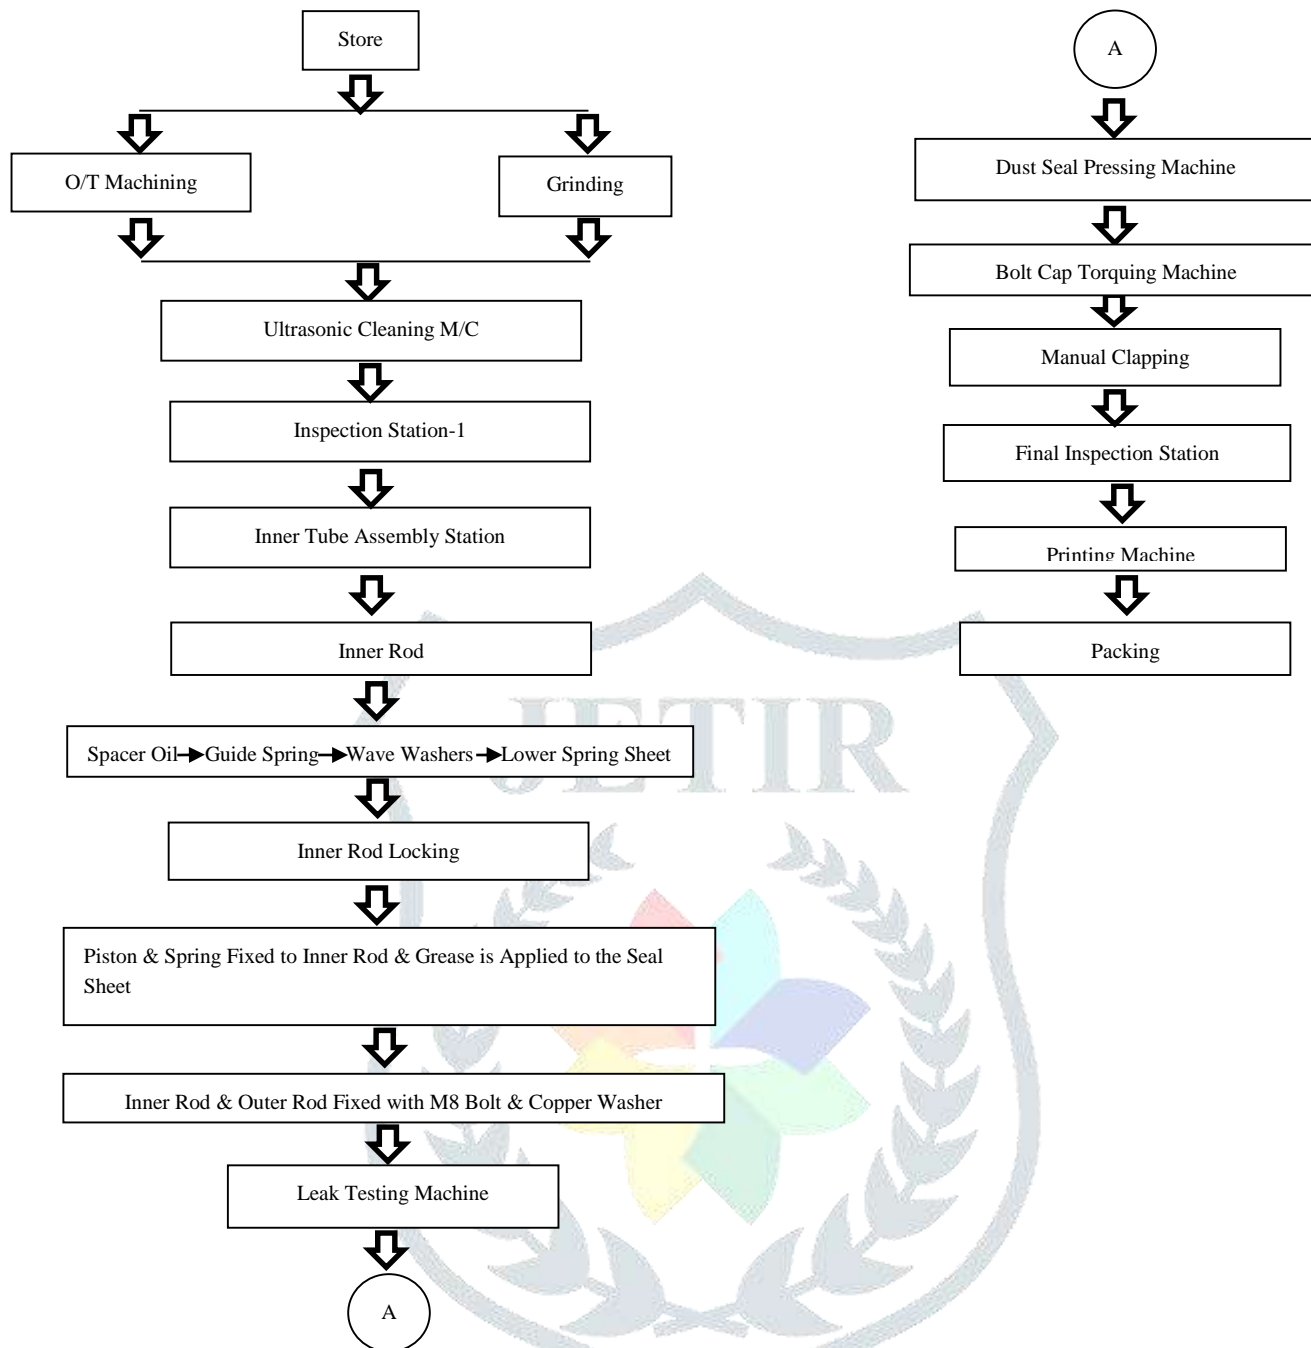 Store
O/T Machining
Grinding
Ultrasonic Cleaning M/C
Inspection Station-1
Inner Tube Assembly Station
Inner Rod
Spacer Oil Guide Spring Wave Washers Lower Spring Sheet
Inner Rod Locking
Piston & Spring Fixed to Inner Rod & Grease is Applied to the Seal
Sheet
Inner Rod & Outer Rod Fixed with M8 Bolt & Copper Washer
Leak Testing Machine
A
A
Dust Seal Pressing Machine
Bolt Cap Torquing Machine
Manual Clapping
Final Inspection Station
Printing Machine
Packing
JETIR